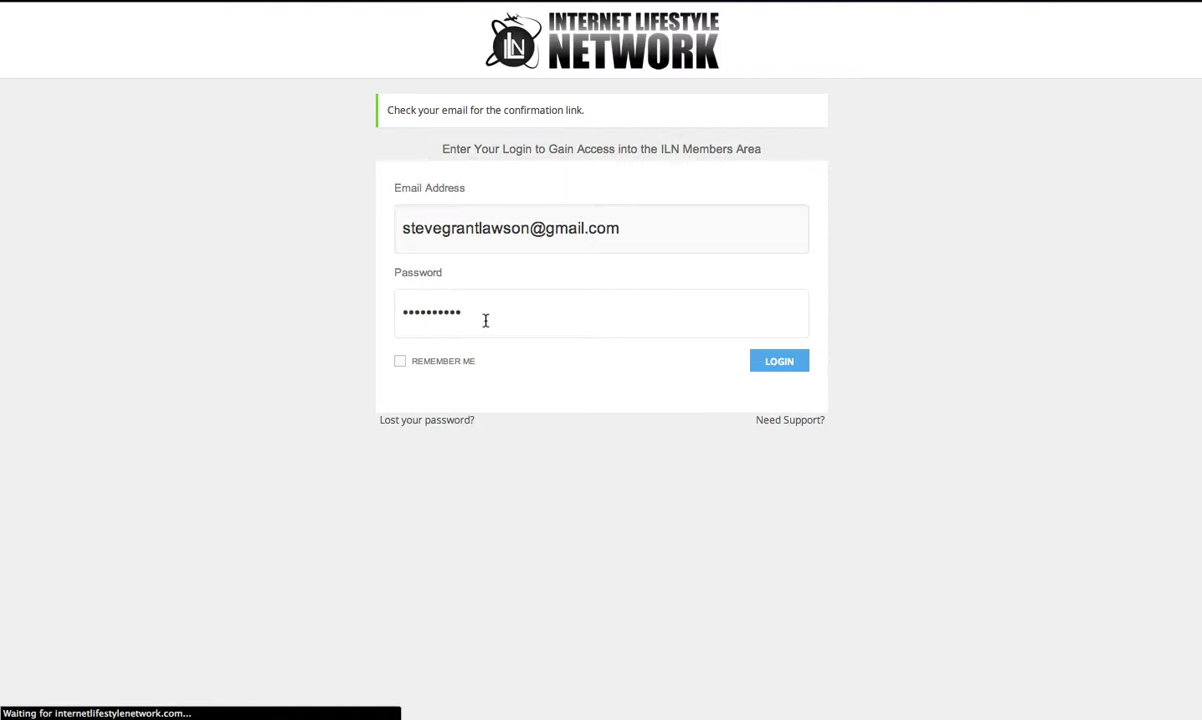 INTERNET LIFESTYLE
ILN NETWORK
Check your email for the confirmation link.
Enter Your Login to Gain Access into the ILN Members Area
Email Address
stevegrantlawson@gmail.com
Password
••••••••••
REMEMBER ME
LOGIN
Lost your password?
Need Support?
Waiting for internetlifestylenetwork.com...